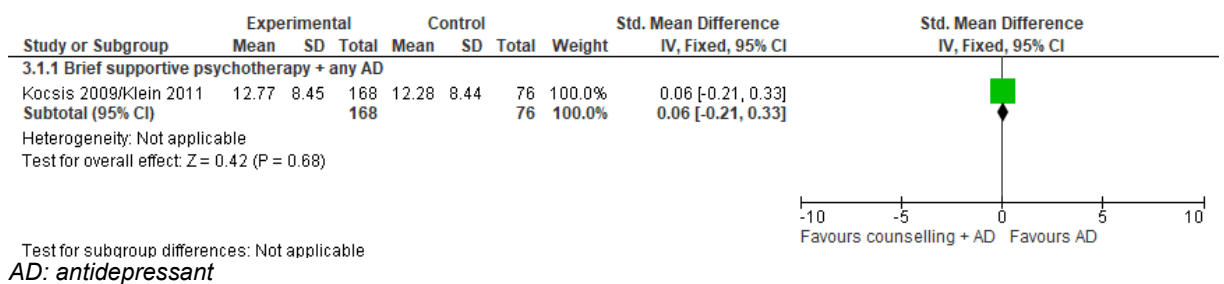 Experimental Control Std. Mean Difference Std. Mean Difference
Study or Subgroup Mean SD Total Mean SD Total Weight IV, Fixed, 95% CI IV, Fixed, 95% CI
3.1.1 Brief supportive psychotherapy + any AD
Kocsis 2009/Klein 2011 12.77 8.45 168 12.28 8.44 76 100.0% 0.06 [-0.21, 0.33]
Subtotal (95% CI) 168 76 100.0% 0.06 [-0.21, 0.33]
Heterogeneity: Not applicable
Test for overall effect: Z = 0.42 (P = 0.68)
-10 -5 0 5 10
Favours counselling + AD Favours AD
Test for subgroup differences: Not applicable
AD: antidepressant